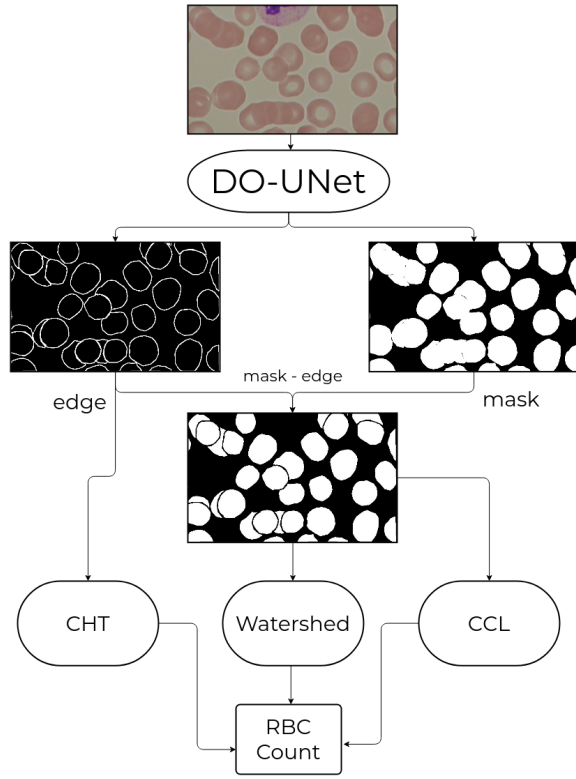 DO-UNet
mask - edge
edge
mask
CHT
Watershed
CCL
RBC
Count